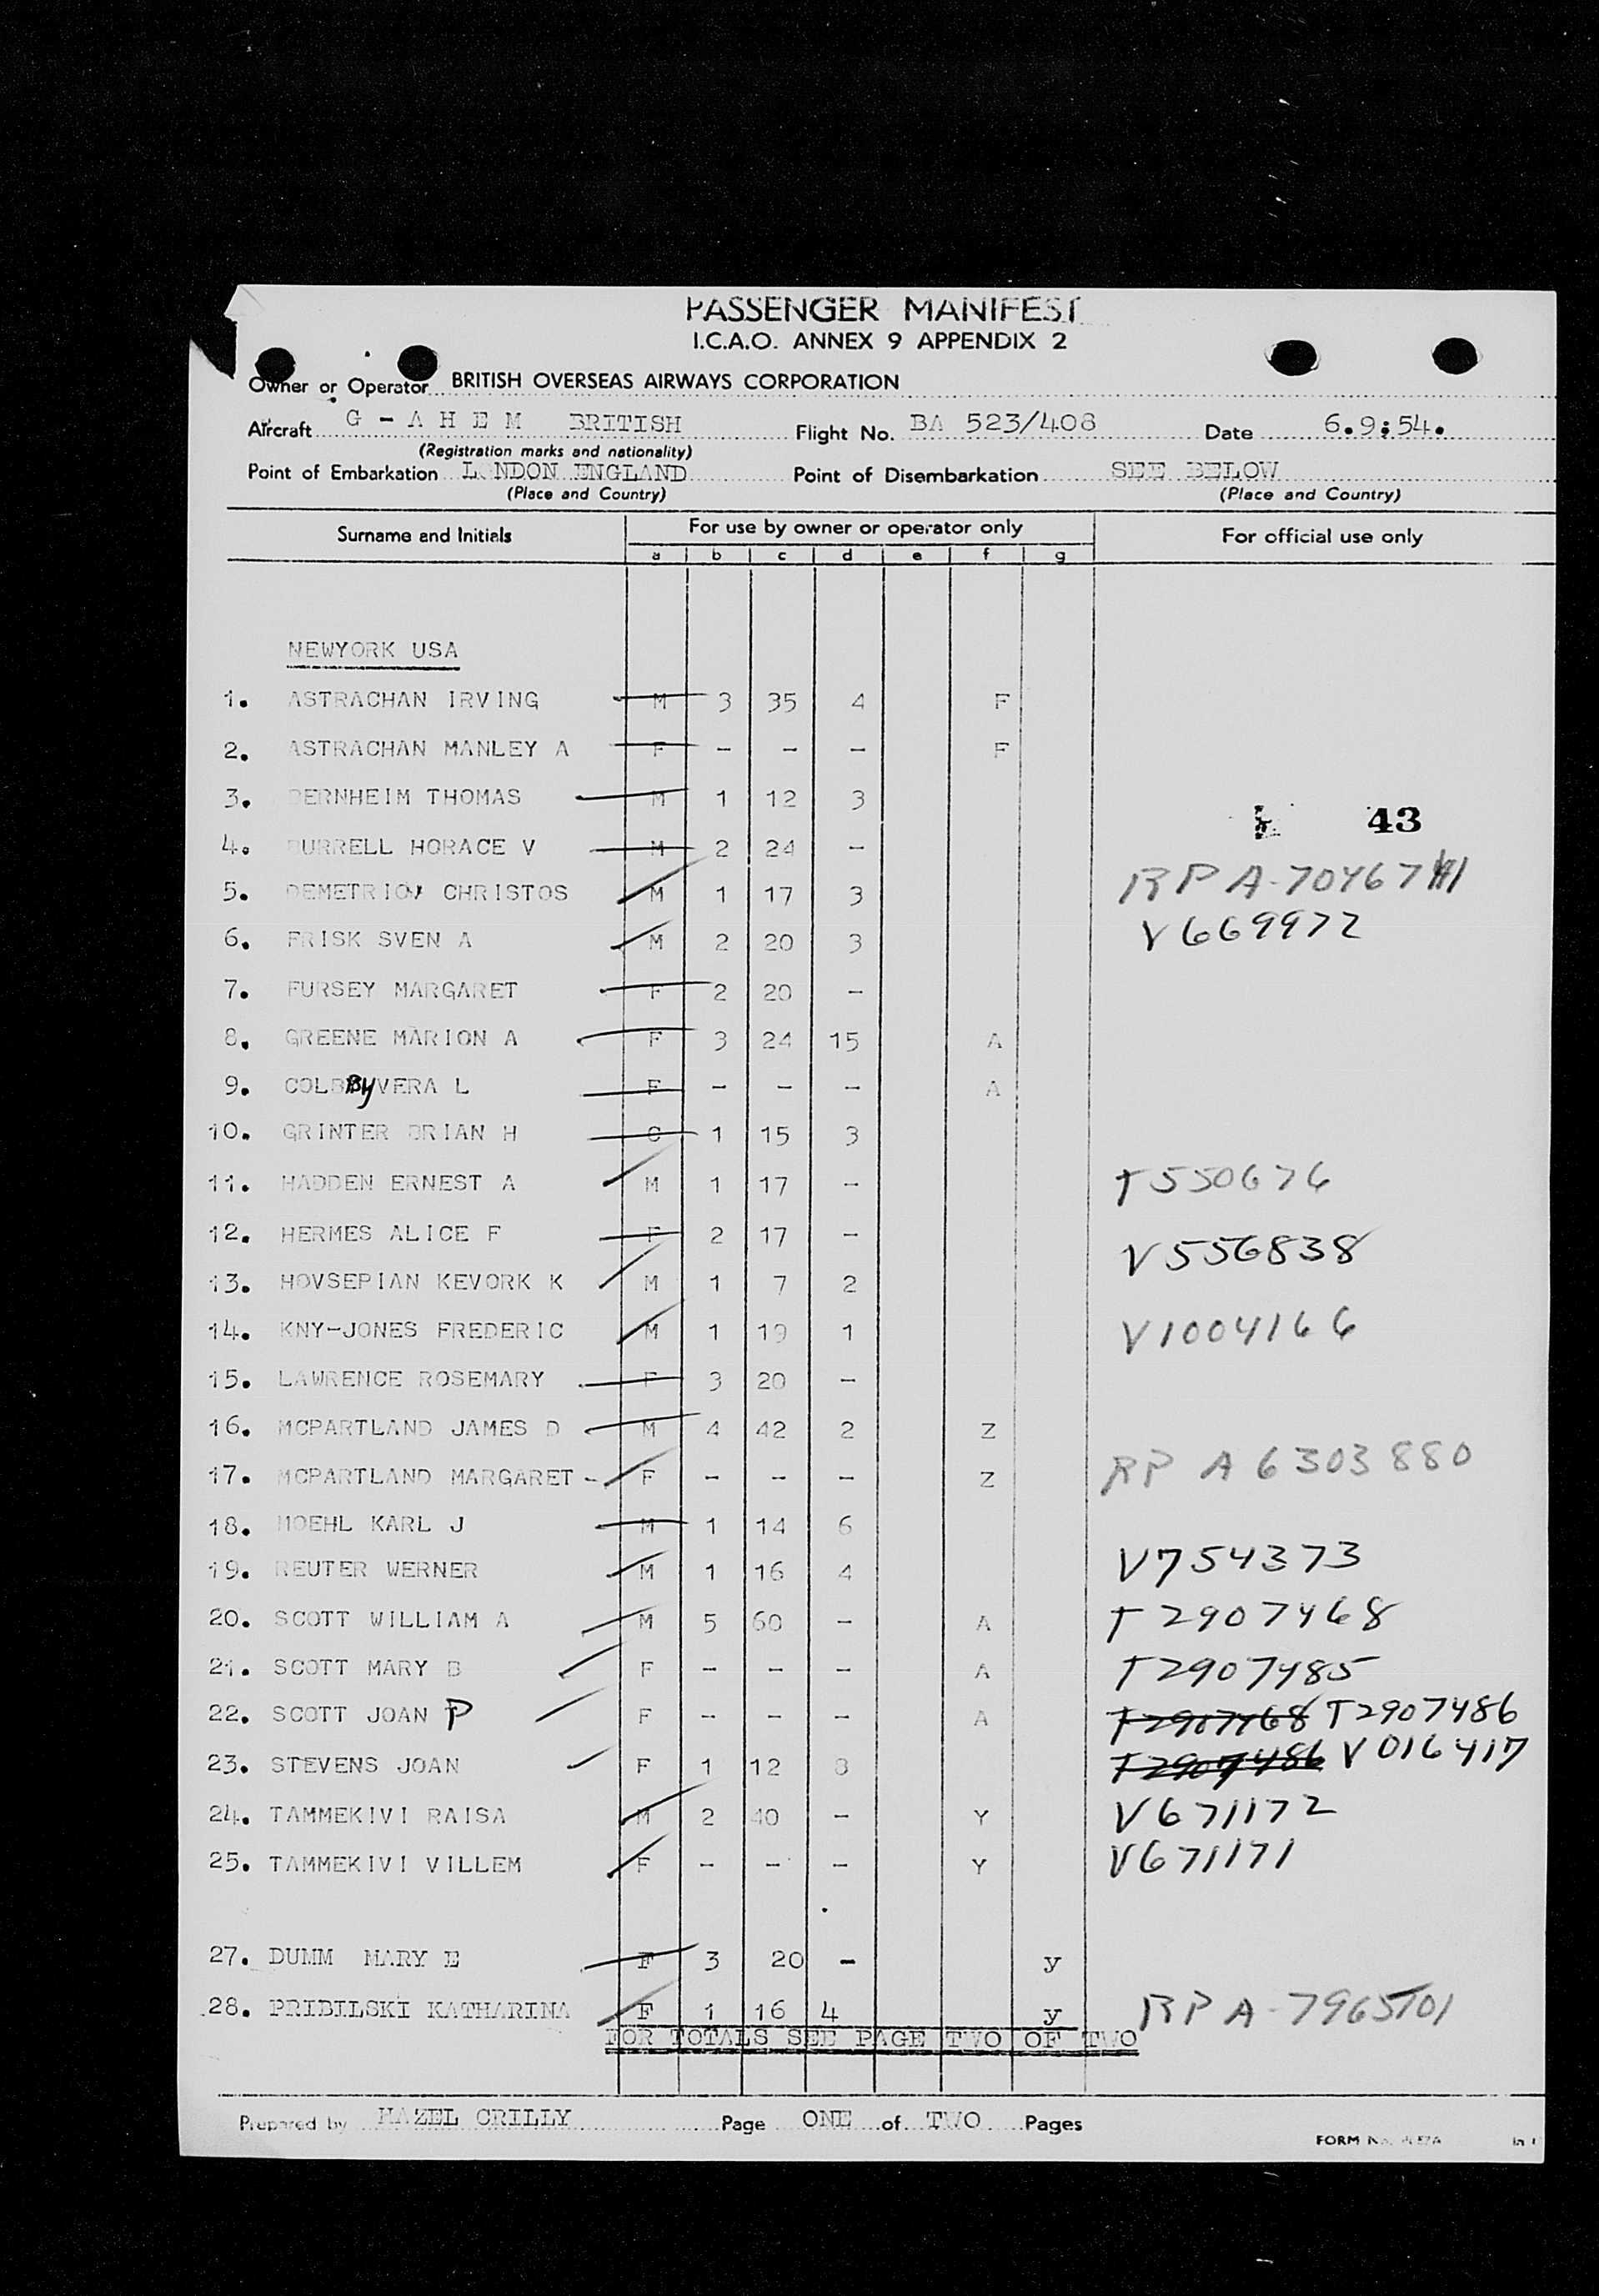 PASSENGER MANIFEST
I.C.A.O. ANNEX 9 APPENDIX 2
Owner or Operator BRITISH OVERSEAS AIRWAYS CORPORATION
Aircraft G - A H E M BRITISH Flight No. BA 523/408 Date 6.9:54.
(Registration marks and nationality)
Point of Embarkation LONDON ENGLAND Point of Disembarkation SEE BELOW
(Place and Country) (Place and Country)
Surname and Initials For use by owner or operator only For official use only
a b c d e f g
NEWYORK USA
1. ASTRACHAN IRVING M 3 35 4 F
2. ASTRACHAN MANLEY A F - - - F
3. BERNHEIM THOMAS M 1 12 3
43
4. BURRELL HORACE V M 2 24 -
5. DEMETRIOU CHRISTOS M 1 17 3 RP A-70467
6. FRISK SVEN A M 2 20 3 V669972
7. FURSEY MARGARET F 2 20 -
8. GREENE MARION A F 3 24 15 A
9. COLBBY VERA L F - - - A
10. GRINTER BRIAN H C 1 15 3
11. HADDEN ERNEST A M 1 17 - T550676
12. HERMES ALICE F F 2 17 -
13. HOVSEPIAN KEVORK K M 1 7 2 V556838
14. KNY-JONES FREDERIC M 1 19 1 V1004166
15. LAWRENCE ROSEMARY F 3 20 -
16. MCPARTLAND JAMES D M 4 42 2 Z
17. MCPARTLAND MARGARET - F - - - Z RP A 6303880
18. MOEHL KARL J M 1 14 6
19. REUTER WERNER M 1 16 4 V754373
20. SCOTT WILLIAM A M 5 60 - A T2907468
21. SCOTT MARY B F - - - A T2907485
22. SCOTT JOAN P F - - - A T2907468 T2907486
23. STEVENS JOAN F 1 12 8 T2907486 V016417
24. TAMMEKIVI RAISA M 2 40 - Y V671172
25. TAMMEKIVI VILLEM F - - - Y V671171
27. DUMM MARY E F 3 20 - y
28. PRIBILSKI KATHARINA F 1 16 4 y RP A-7965101
FOR TOTALS SEE PAGE TWO OF TWO
Prepared by HAZEL CRILLY Page ONE of TWO Pages
FORM No.